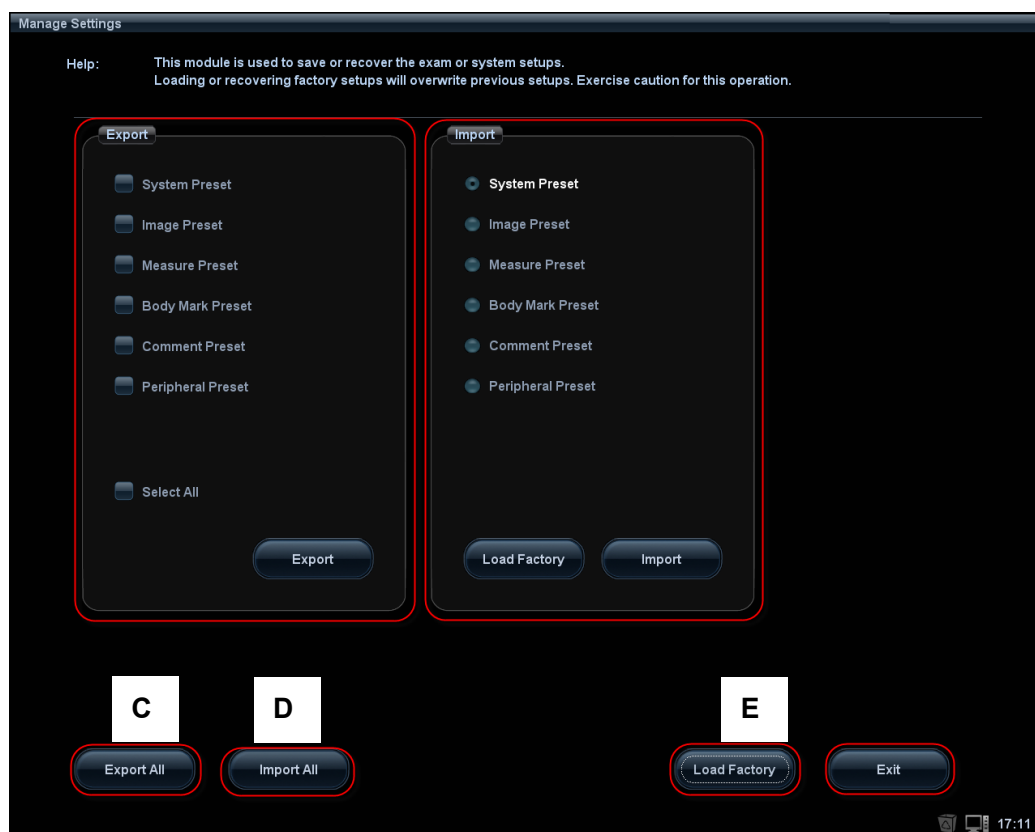 Manage Settings
Help: This module is used to save or recover the exam or system setups.
Loading or recovering factory setups will overwrite previous setups. Exercise caution for this operation.
Export
System Preset
Image Preset
Measure Preset
Body Mark Preset
Comment Preset
Peripheral Preset
Select All
Export
Import
System Preset
Image Preset
Measure Preset
Body Mark Preset
Comment Preset
Peripheral Preset
Load Factory Import
C D E
Export All Import All Load Factory Exit
17:11